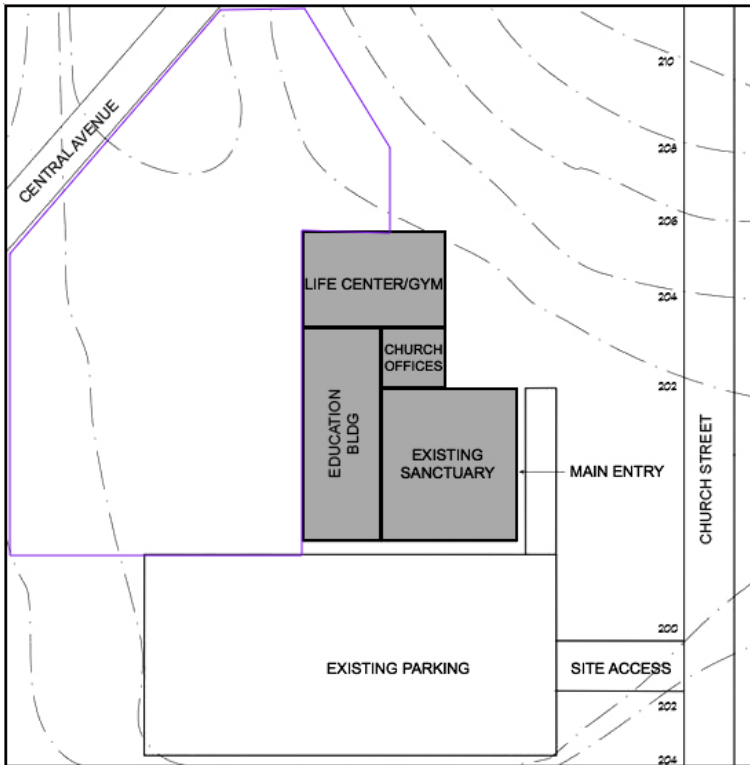 210
CENTRAL AVENUE
208
206
LIFE CENTER/GYM
204
CHURCH
OFFICES
202
EDUCATION
BLDG
EXISTING
SANCTUARY
MAIN ENTRY
CHURCH STREET
200
EXISTING PARKING
SITE ACCESS
202
204